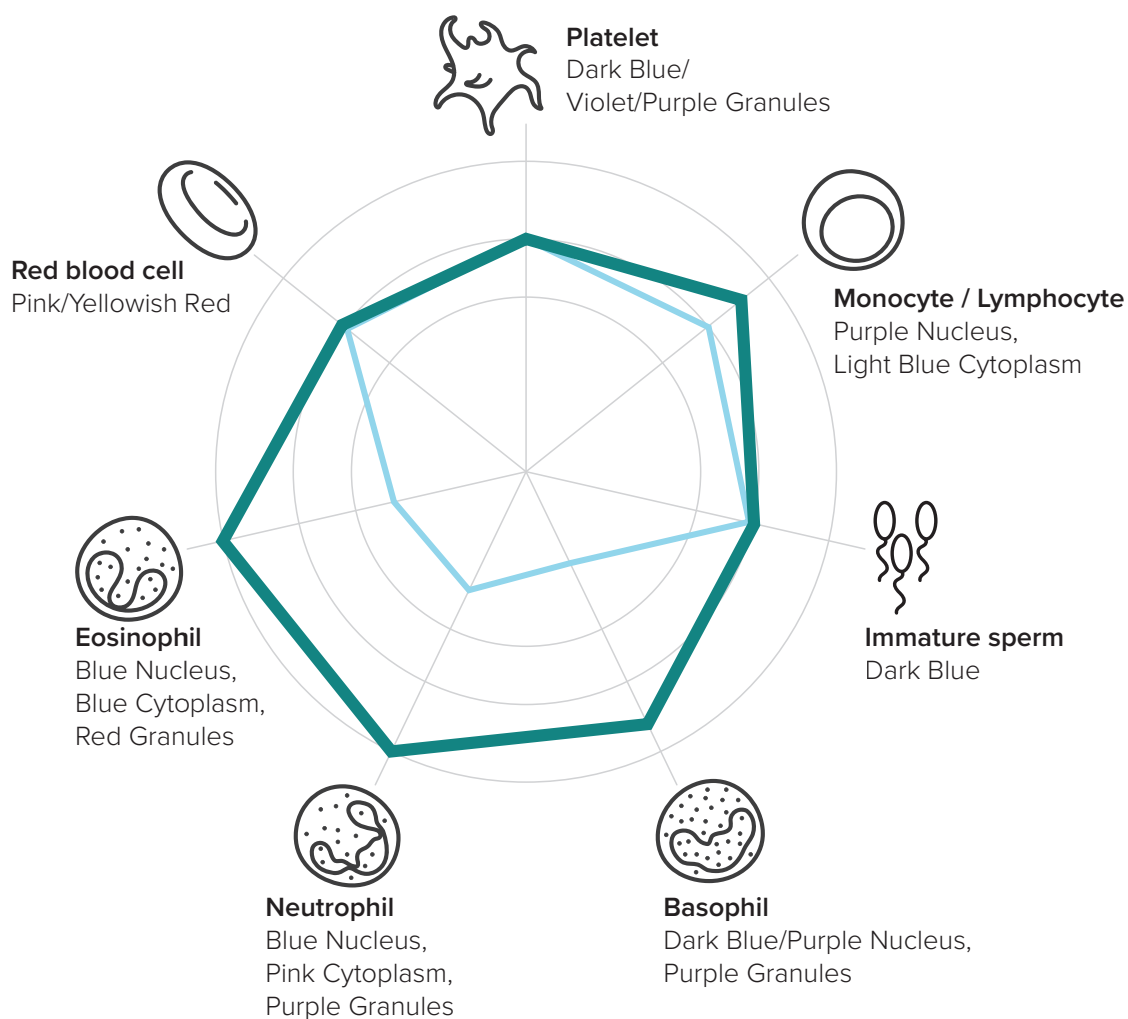 Platelet
Dark Blue/
Violet/Purple Granules
Red blood cell
Pink/Yellowish Red
Monocyte / Lymphocyte
Purple Nucleus,
Light Blue Cytoplasm
Eosinophil
Blue Nucleus,
Blue Cytoplasm,
Red Granules
Immature sperm
Dark Blue
Neutrophil
Blue Nucleus,
Pink Cytoplasm,
Purple Granules
Basophil
Dark Blue/Purple Nucleus,
Purple Granules